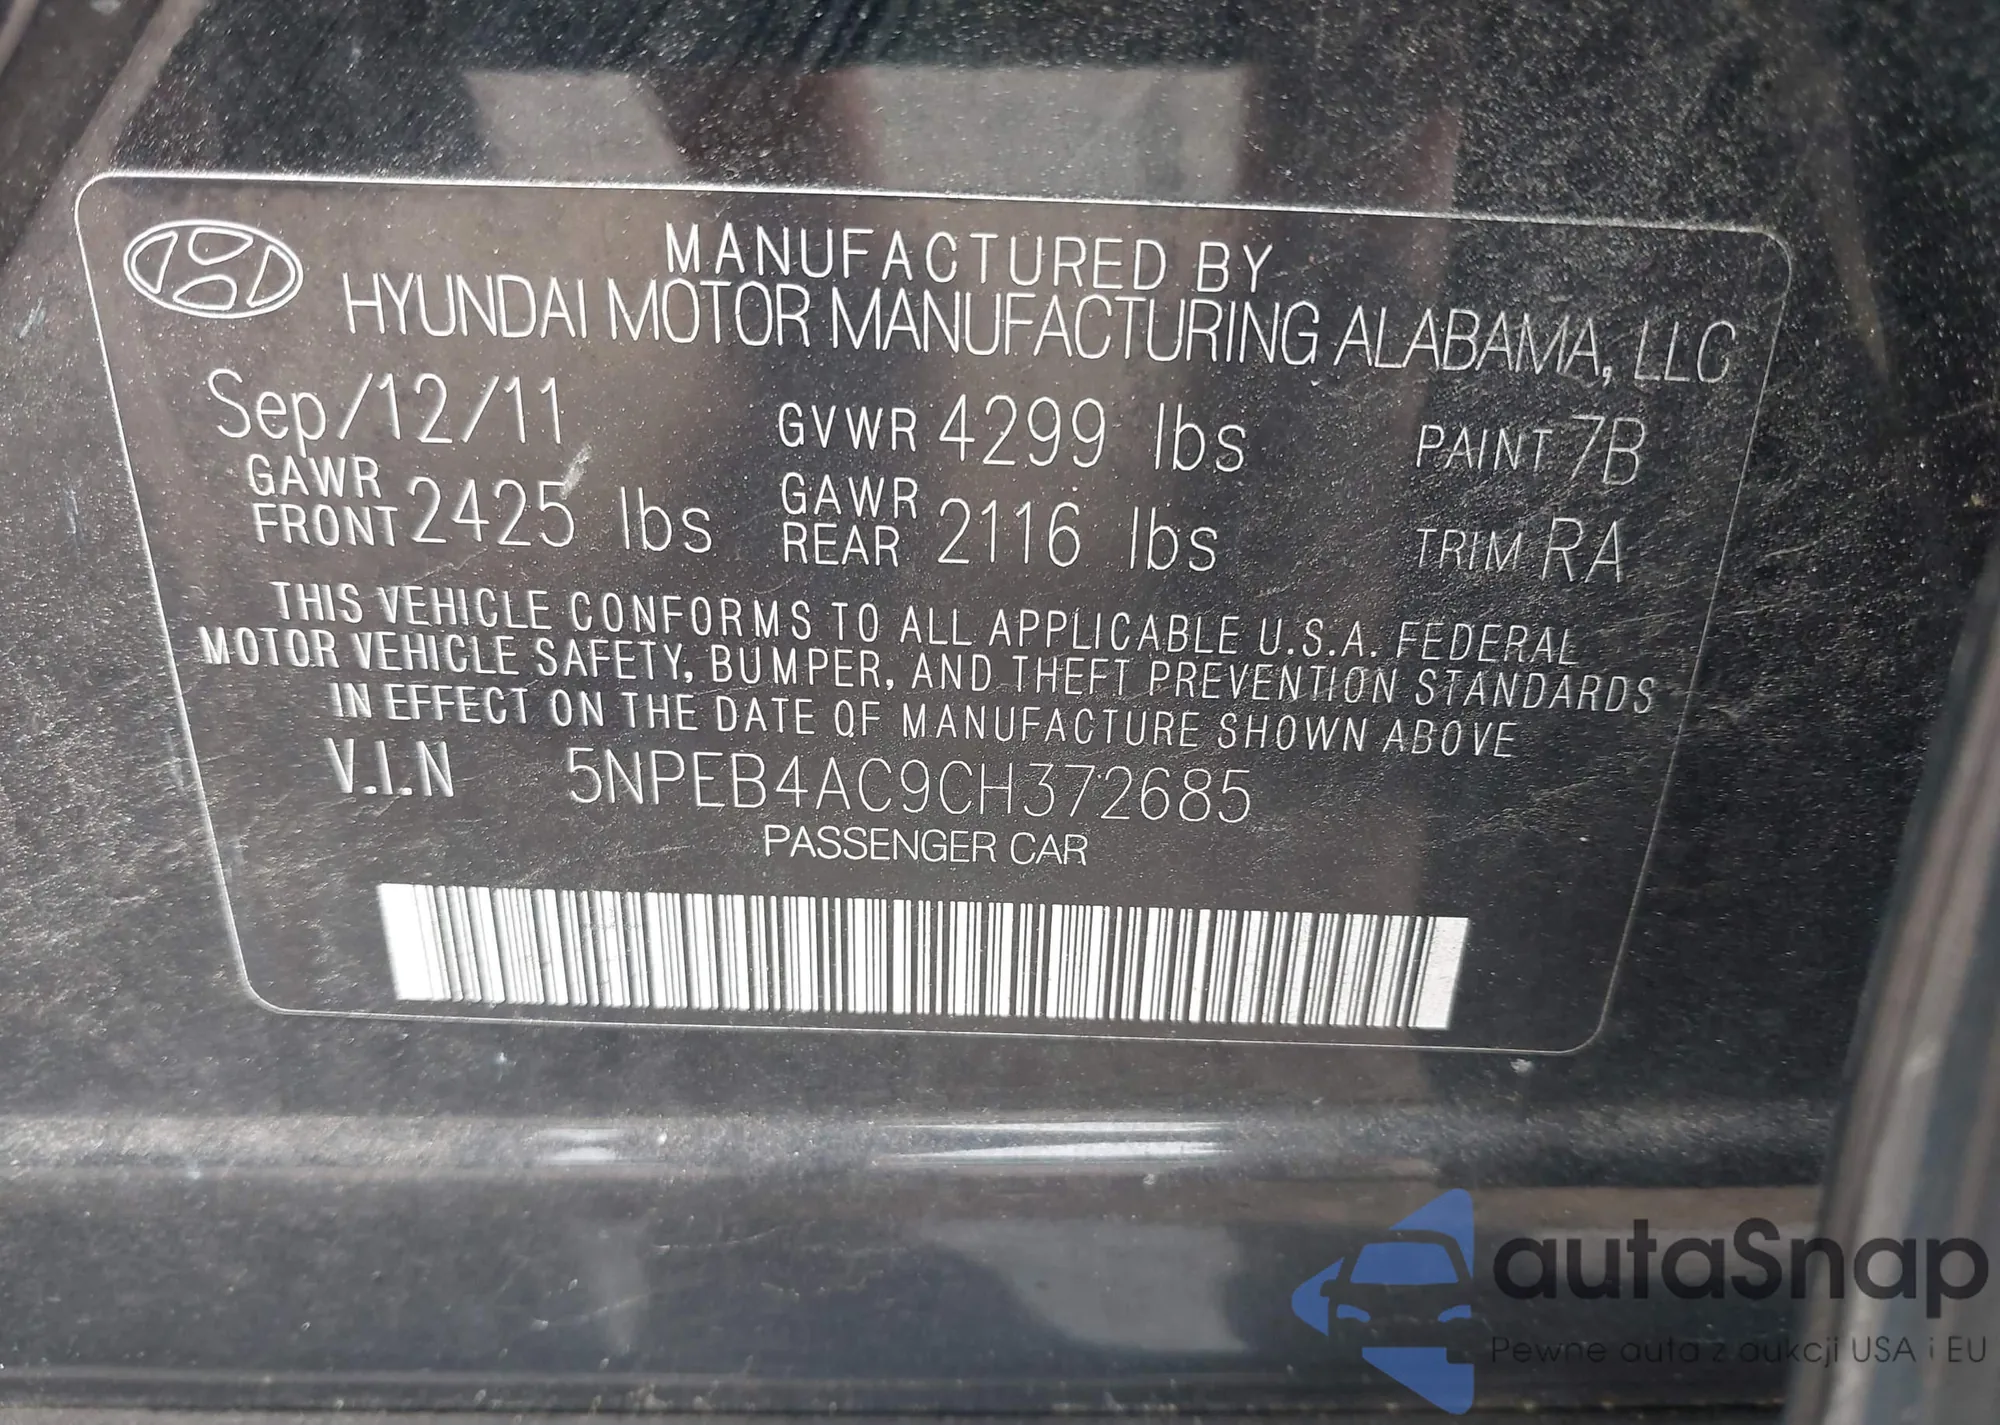 MANUFACTURED BY
HYUNDAI MOTOR MANUFACTURING ALABAMA, LLC
Sep/12/11 GVWR 4299 lbs PAINT 7B
GAWR FRONT 2425 lbs GAWR REAR 2116 lbs TRIM RA
THIS VEHICLE CONFORMS TO ALL APPLICABLE U.S.A. FEDERAL
MOTOR VEHICLE SAFETY, BUMPER, AND THEFT PREVENTION STANDARDS
IN EFFECT ON THE DATE OF MANUFACTURE SHOWN ABOVE
V.I.N 5NPEB4AC9CH372685
PASSENGER CAR
autaSnap
Pewne auta z aukcji USA i EU